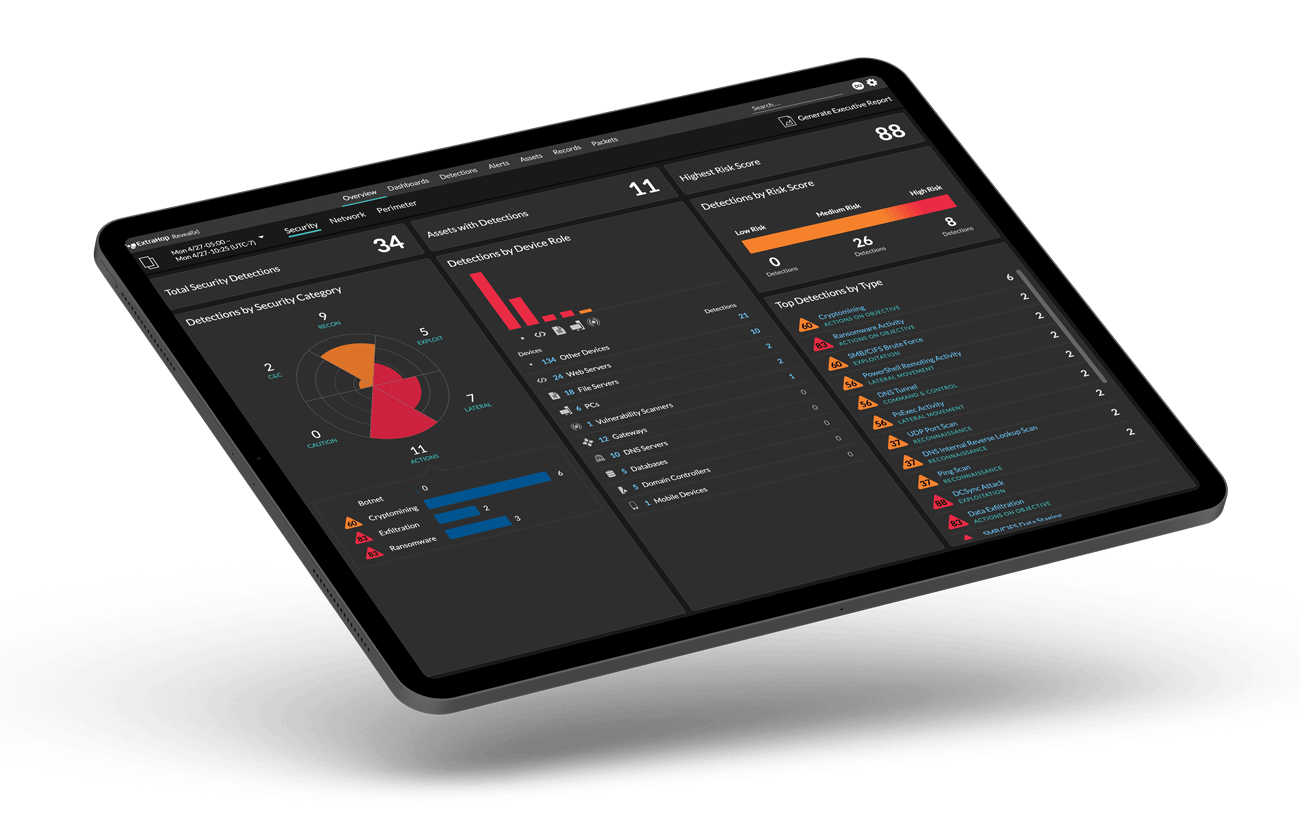 ExtraHop Reveal(x)
Overview Dashboards Detections Alerts Assets Records Packets
Search...
Mon 4/27-05:00 -
Mon 4/27-10:25 (UTC-7)
Security Network Perimeter
Generate Executive Report
Total Security Detections 34
Detections by Security Category
9
RECON
5
EXPLOIT
7
LATERAL
11
ACTIONS
0
CAUTION
2
C&C
Botnet 0
60 Cryptomining 6
Exfiltration 2
83 Ransomware 3
Assets with Detections 11
Detections by Device Role
Devices Detections
134 Other Devices 21
24 Web Servers 10
18 File Servers 2
6 PCs 2
1 Vulnerability Scanners 1
12 Gateways 0
10 DNS Servers 0
5 Databases 0
5 Domain Controllers 0
1 Mobile Devices
Highest Risk Score 88
Detections by Risk Score
Low Risk Medium Risk High Risk
0
Detections
26
Detections
8
Detections
Top Detections by Type
60 Cryptomining 6
ACTIONS ON OBJECTIVE
83 Ransomware Activity 2
ACTIONS ON OBJECTIVE
60 SMB/CIFS Brute Force 2
EXPLOITATION
56 PowerShell Remoting Activity 2
LATERAL MOVEMENT
56 DNS Tunnel 2
COMMAND & CONTROL
56 PsExec Activity 2
LATERAL MOVEMENT
37 UDP Port Scan 2
RECONNAISSANCE
37 DNS Internal Reverse Lookup Scan 2
RECONNAISSANCE
37 Ping Scan 2
RECONNAISSANCE
88 DCSync Attack
EXPLOITATION
83 Data Exfiltration
ACTIONS ON OBJECTIVE
SMB/CIFS Data Staging